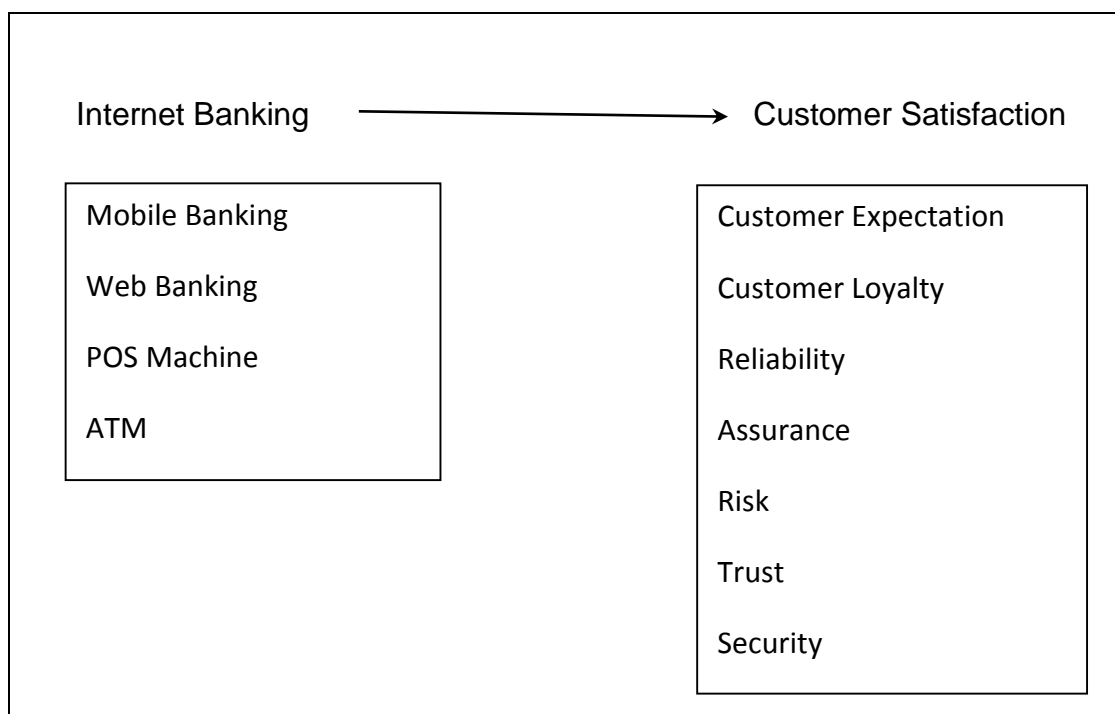 Internet Banking
Customer Satisfaction
Mobile Banking
Web Banking
POS Machine
ATM
Customer Expectation
Customer Loyalty
Reliability
Assurance
Risk
Trust
Security